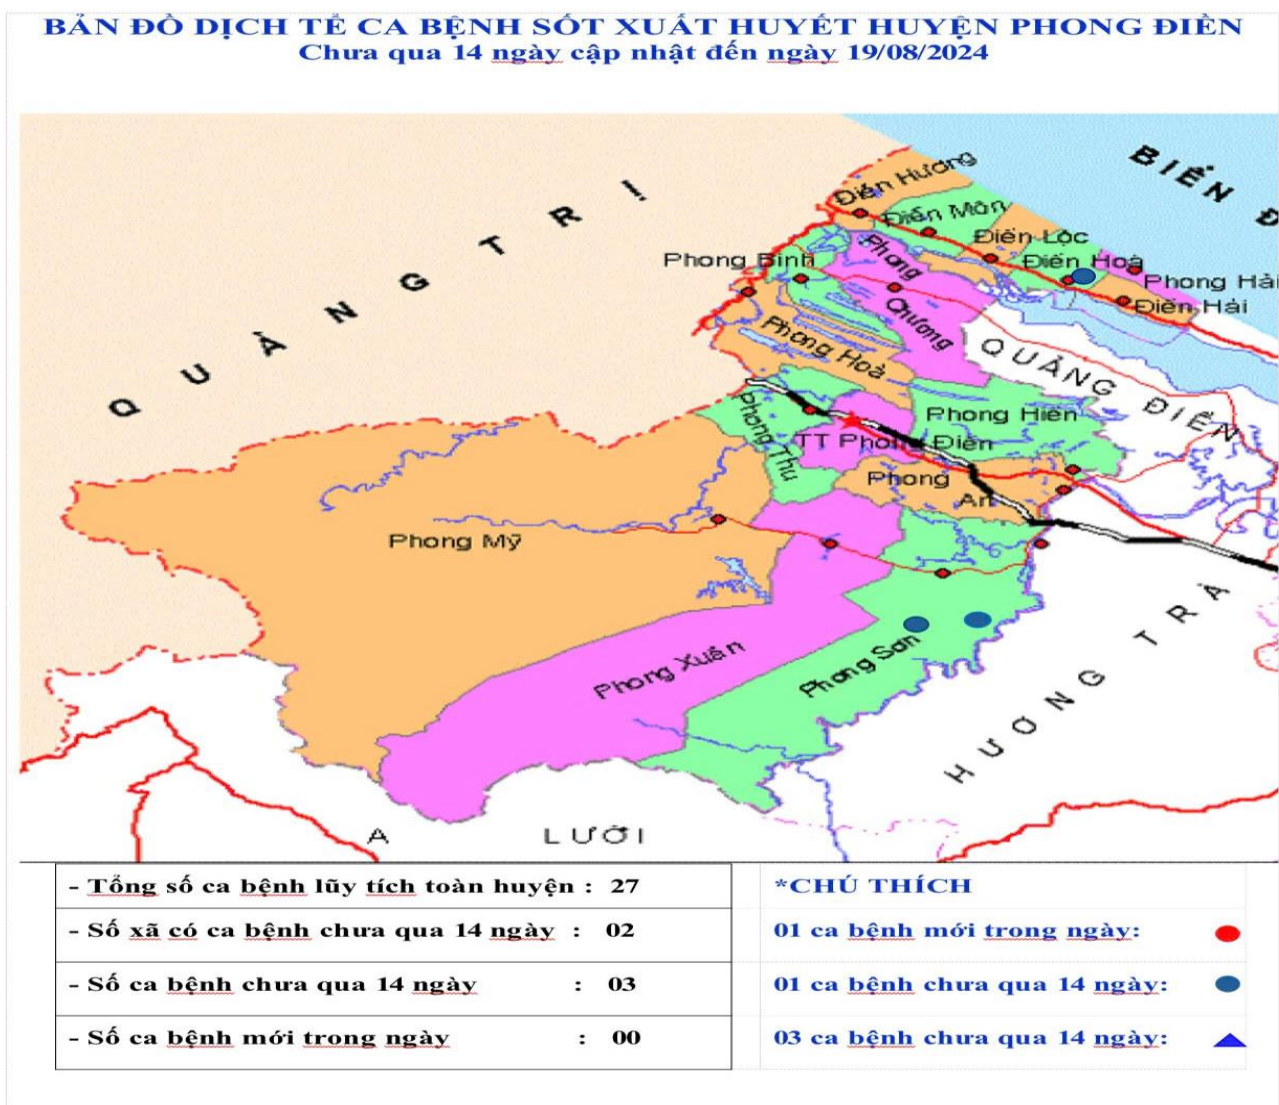 BẢN ĐỒ DỊCH TỄ CA BỆNH SỐT XUẤT HUYẾT HUYỆN PHONG ĐIỀN
Chưa qua 14 ngày cập nhật đến ngày 19/08/2024
BIỂN Đ
QUẢNG TRỊ
Điền Hương
Điền Môn
Điền Lộc
Điền Hoà
Phong Hải
Điền Hải
Phong Bình
Phong Chương
Phong Hoà
QUẢNG ĐIỀN
Phong Hiền
Phong Thu
TT Phong Điền
Phong An
Phong Mỹ
Phong Xuân
Phong Sơn
HƯƠNG TRÀ
A LƯỚI
- Tổng số ca bệnh lũy tích toàn huyện : 27
- Số xã có ca bệnh chưa qua 14 ngày : 02
- Số ca bệnh chưa qua 14 ngày : 03
- Số ca bệnh mới trong ngày : 00
*CHÚ THÍCH
01 ca bệnh mới trong ngày:
01 ca bệnh chưa qua 14 ngày:
03 ca bệnh chưa qua 14 ngày: